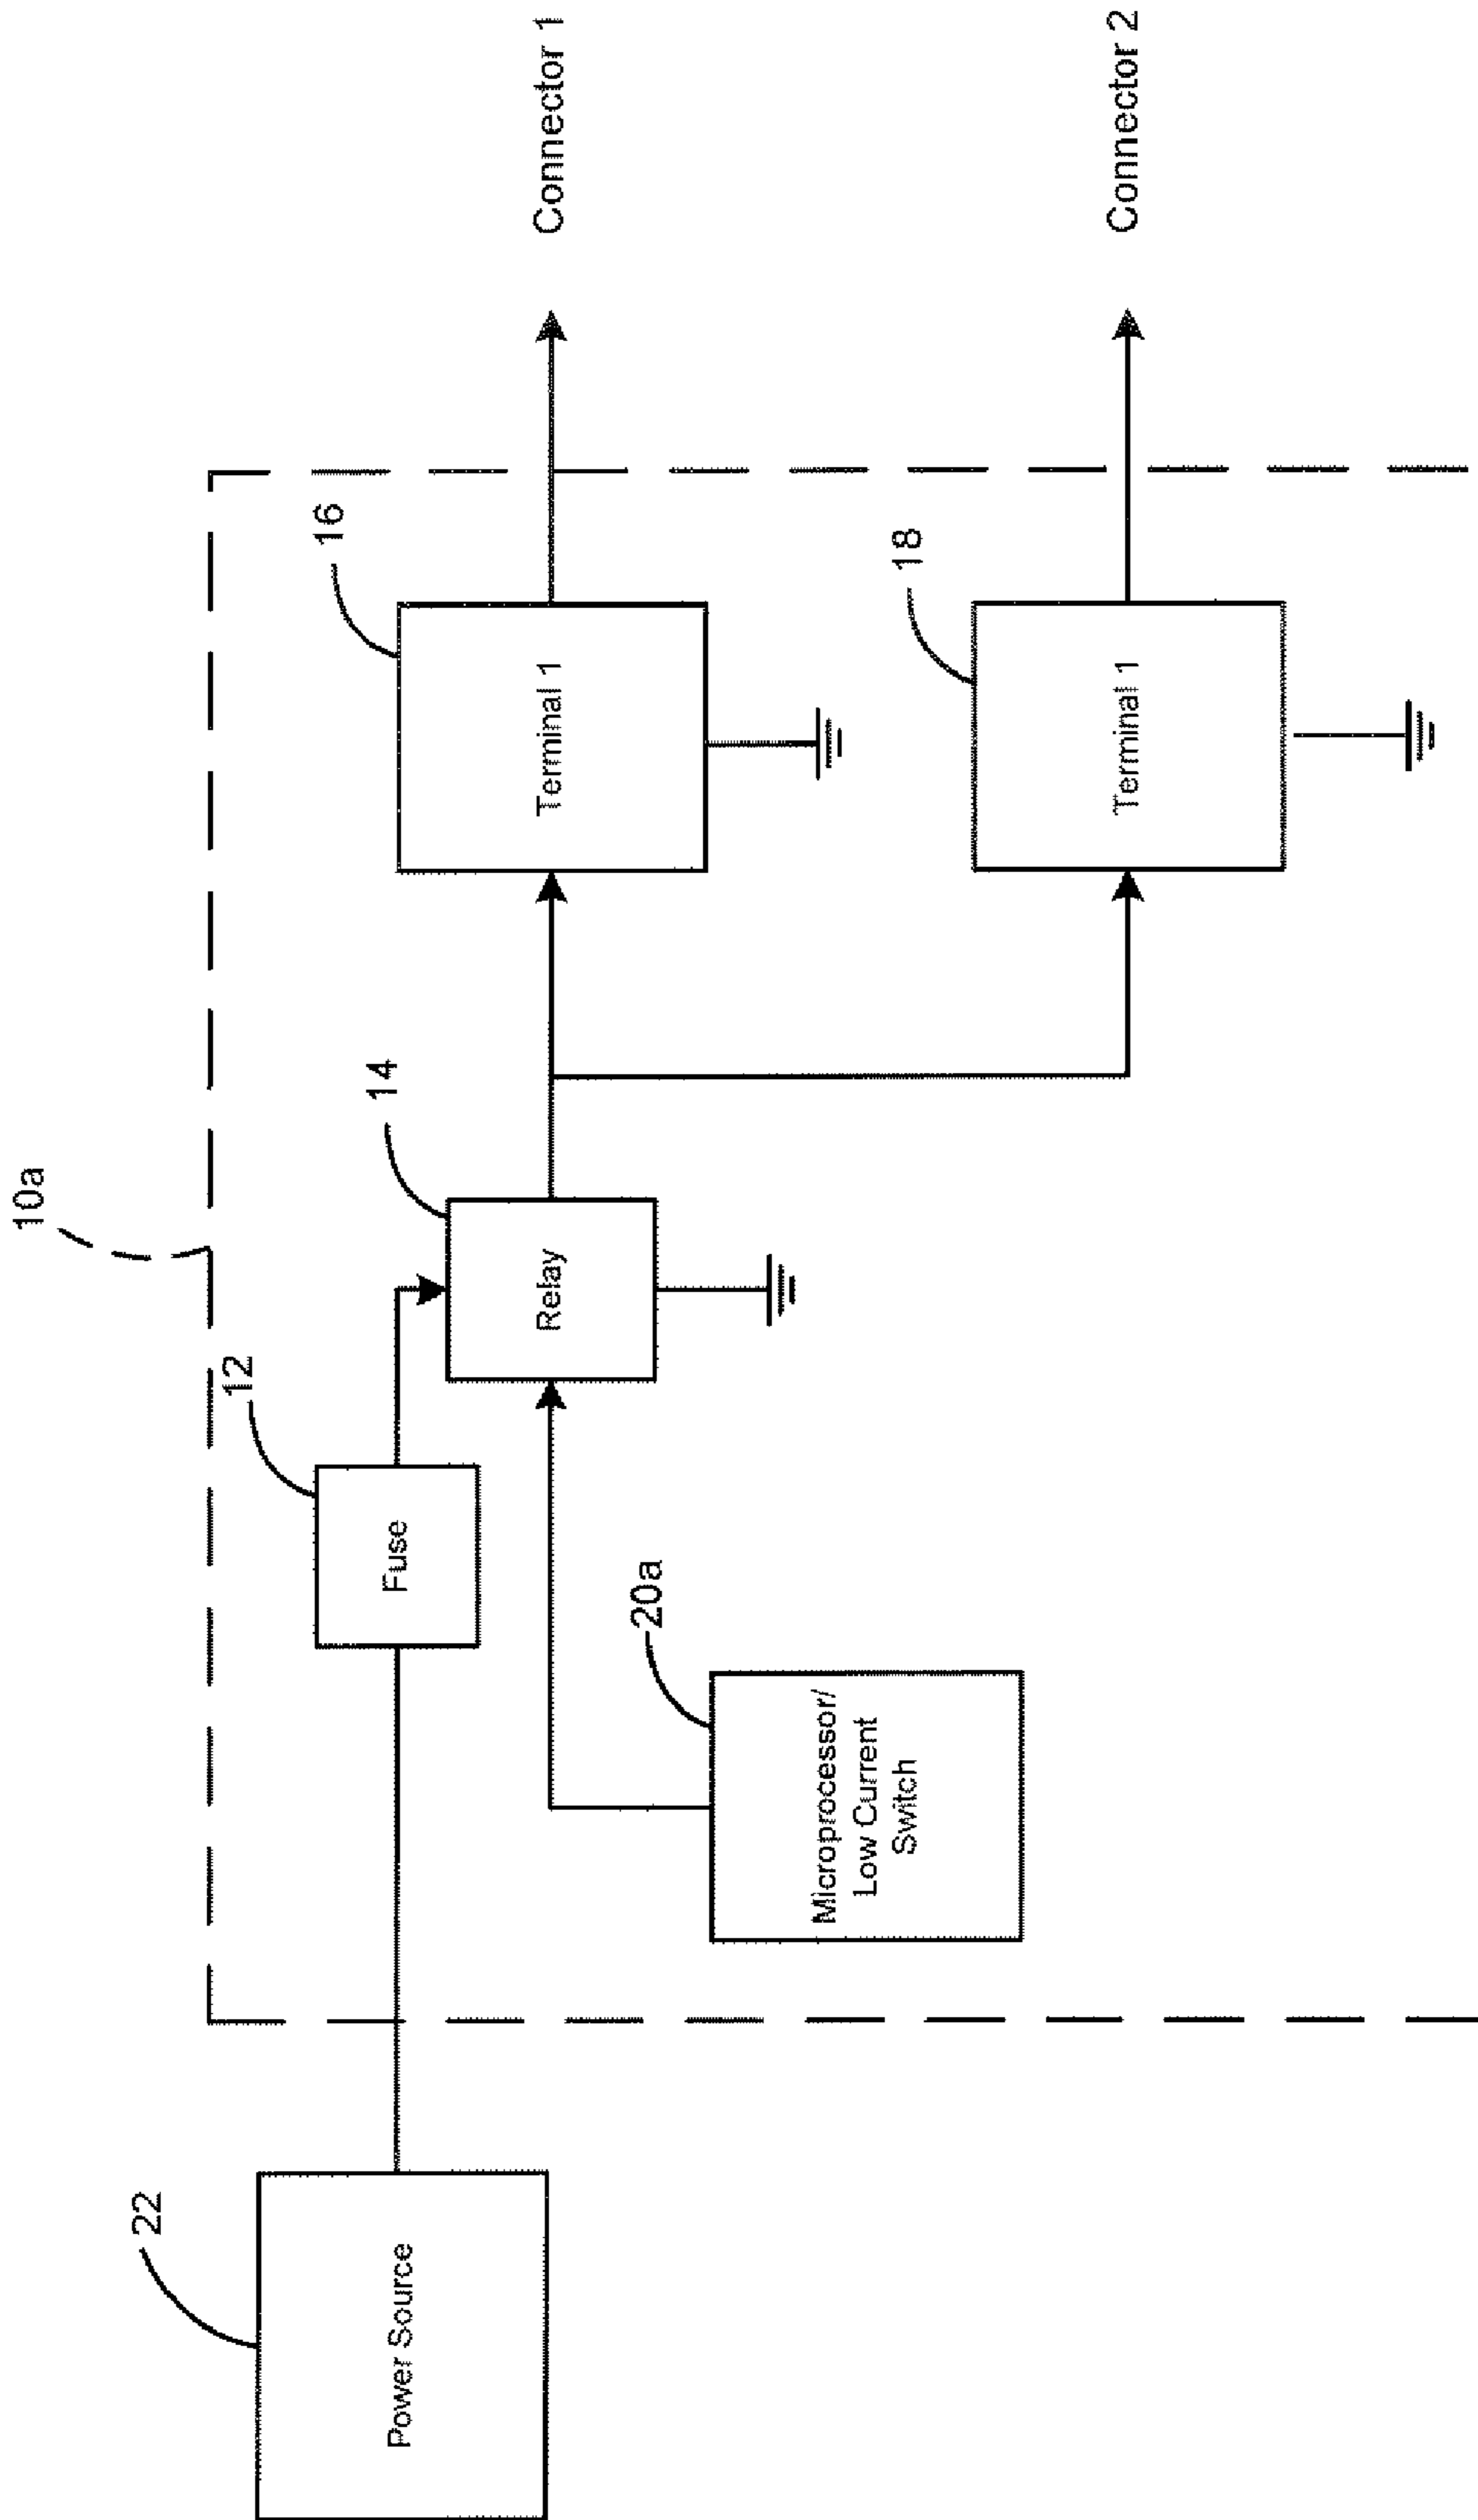 10a
22
Power Source
12
Fuse
14
Relay
20a
Microprocessor/
Low Current
Switch
16
Terminal 1
Connector 1
18
Terminal 1
Connector 2